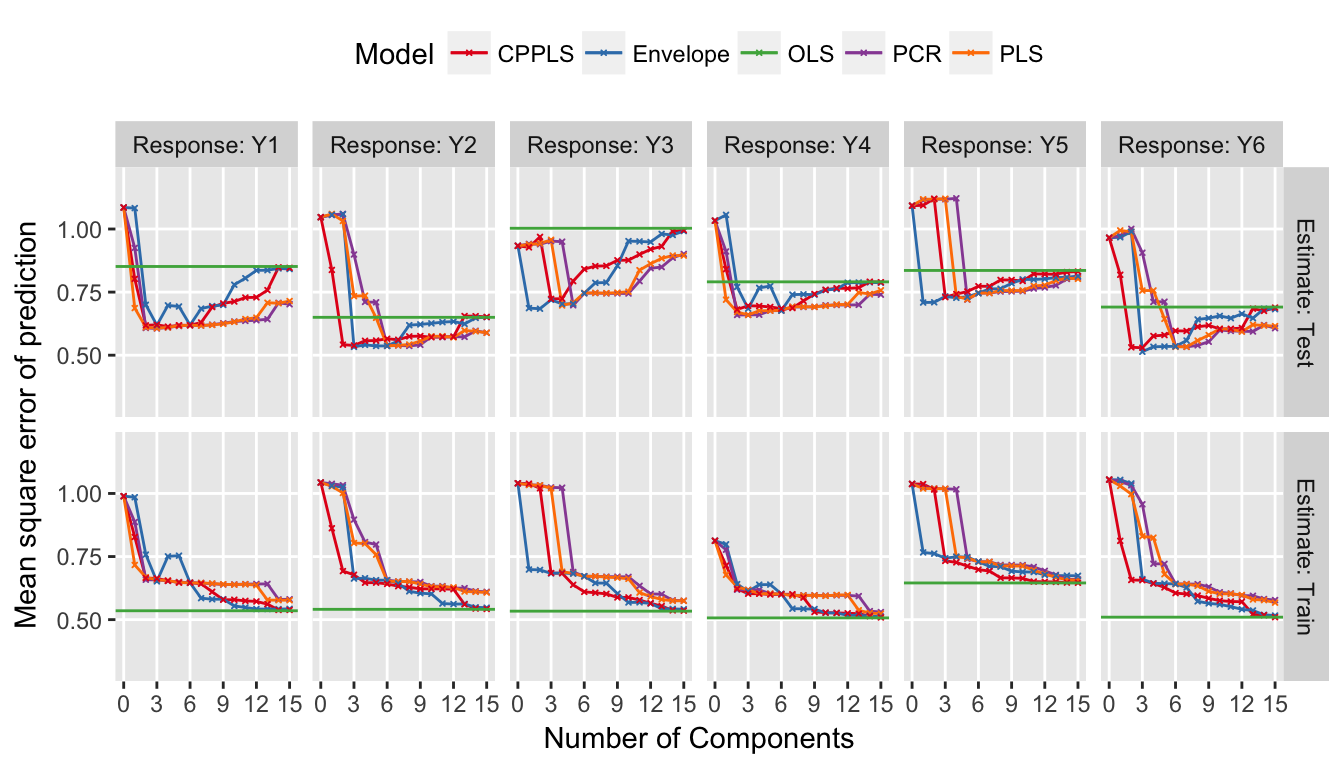 Model CPPLS Envelope OLS PCR PLS
Response: Y1 Response: Y2 Response: Y3 Response: Y4 Response: Y5 Response: Y6
Mean square error of prediction
1.00
0.75
0.50
Estimate: Test
1.00
0.75
0.50
Estimate: Train
0 3 6 9 12 15 0 3 6 9 12 15 0 3 6 9 12 15 0 3 6 9 12 15 0 3 6 9 12 15 0 3 6 9 12 15
Number of Components